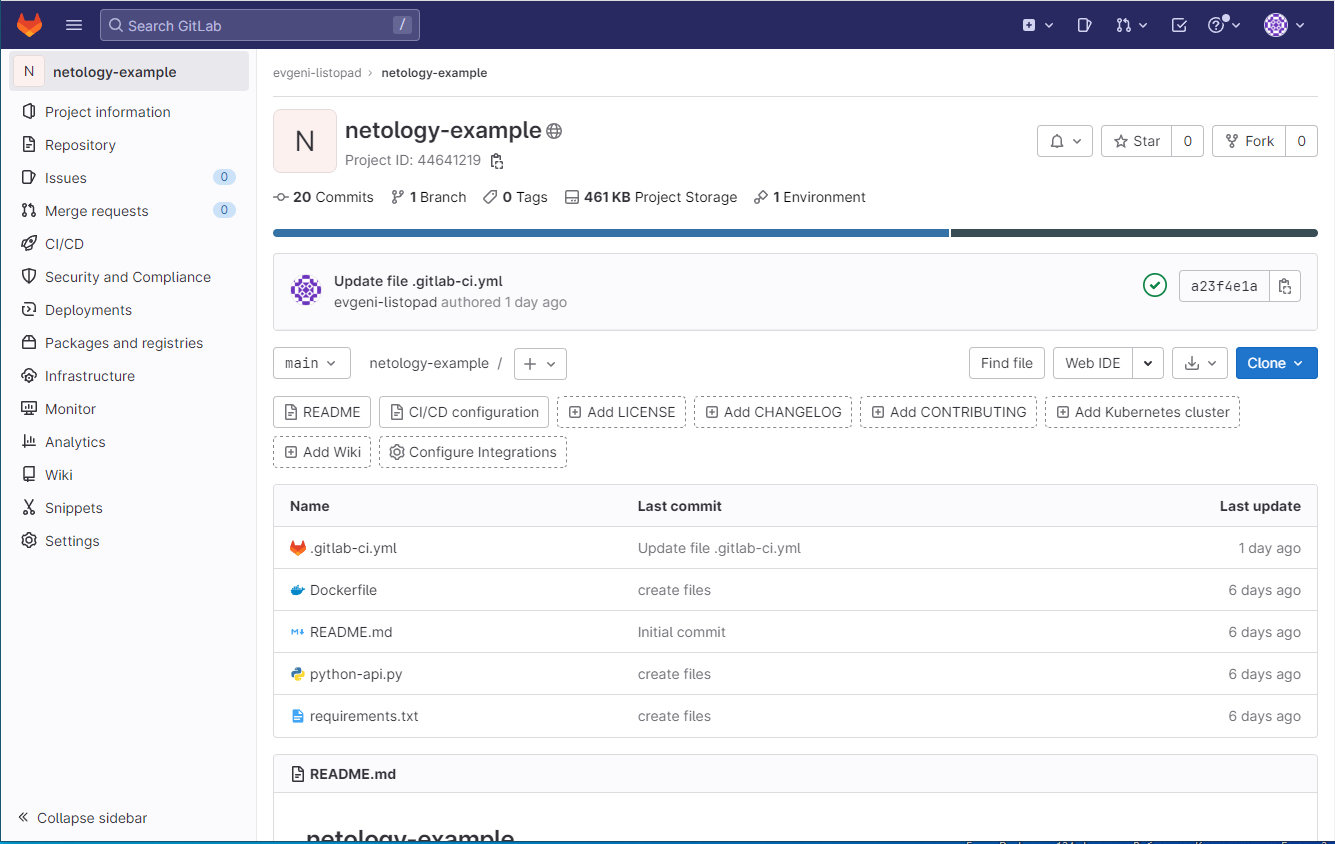 Search GitLab /
N netology-example
Project information
Repository
Issues 0
Merge requests 0
CI/CD
Security and Compliance
Deployments
Packages and registries
Infrastructure
Monitor
Analytics
Wiki
Snippets
Settings
Collapse sidebar
evgeni-listopad › netology-example
N
netology-example
Project ID: 44641219
Star 0
Fork 0
20 Commits 1 Branch 0 Tags 461 KB Project Storage 1 Environment
Update file .gitlab-ci.yml
evgeni-listopad authored 1 day ago
a23f4e1a
main netology-example / +
Find file Web IDE Clone
README CI/CD configuration Add LICENSE Add CHANGELOG Add CONTRIBUTING Add Kubernetes cluster
Add Wiki Configure Integrations
Name Last commit Last update
.gitlab-ci.yml Update file .gitlab-ci.yml 1 day ago
Dockerfile create files 6 days ago
README.md Initial commit 6 days ago
python-api.py create files 6 days ago
requirements.txt create files 6 days ago
README.md
netology-example